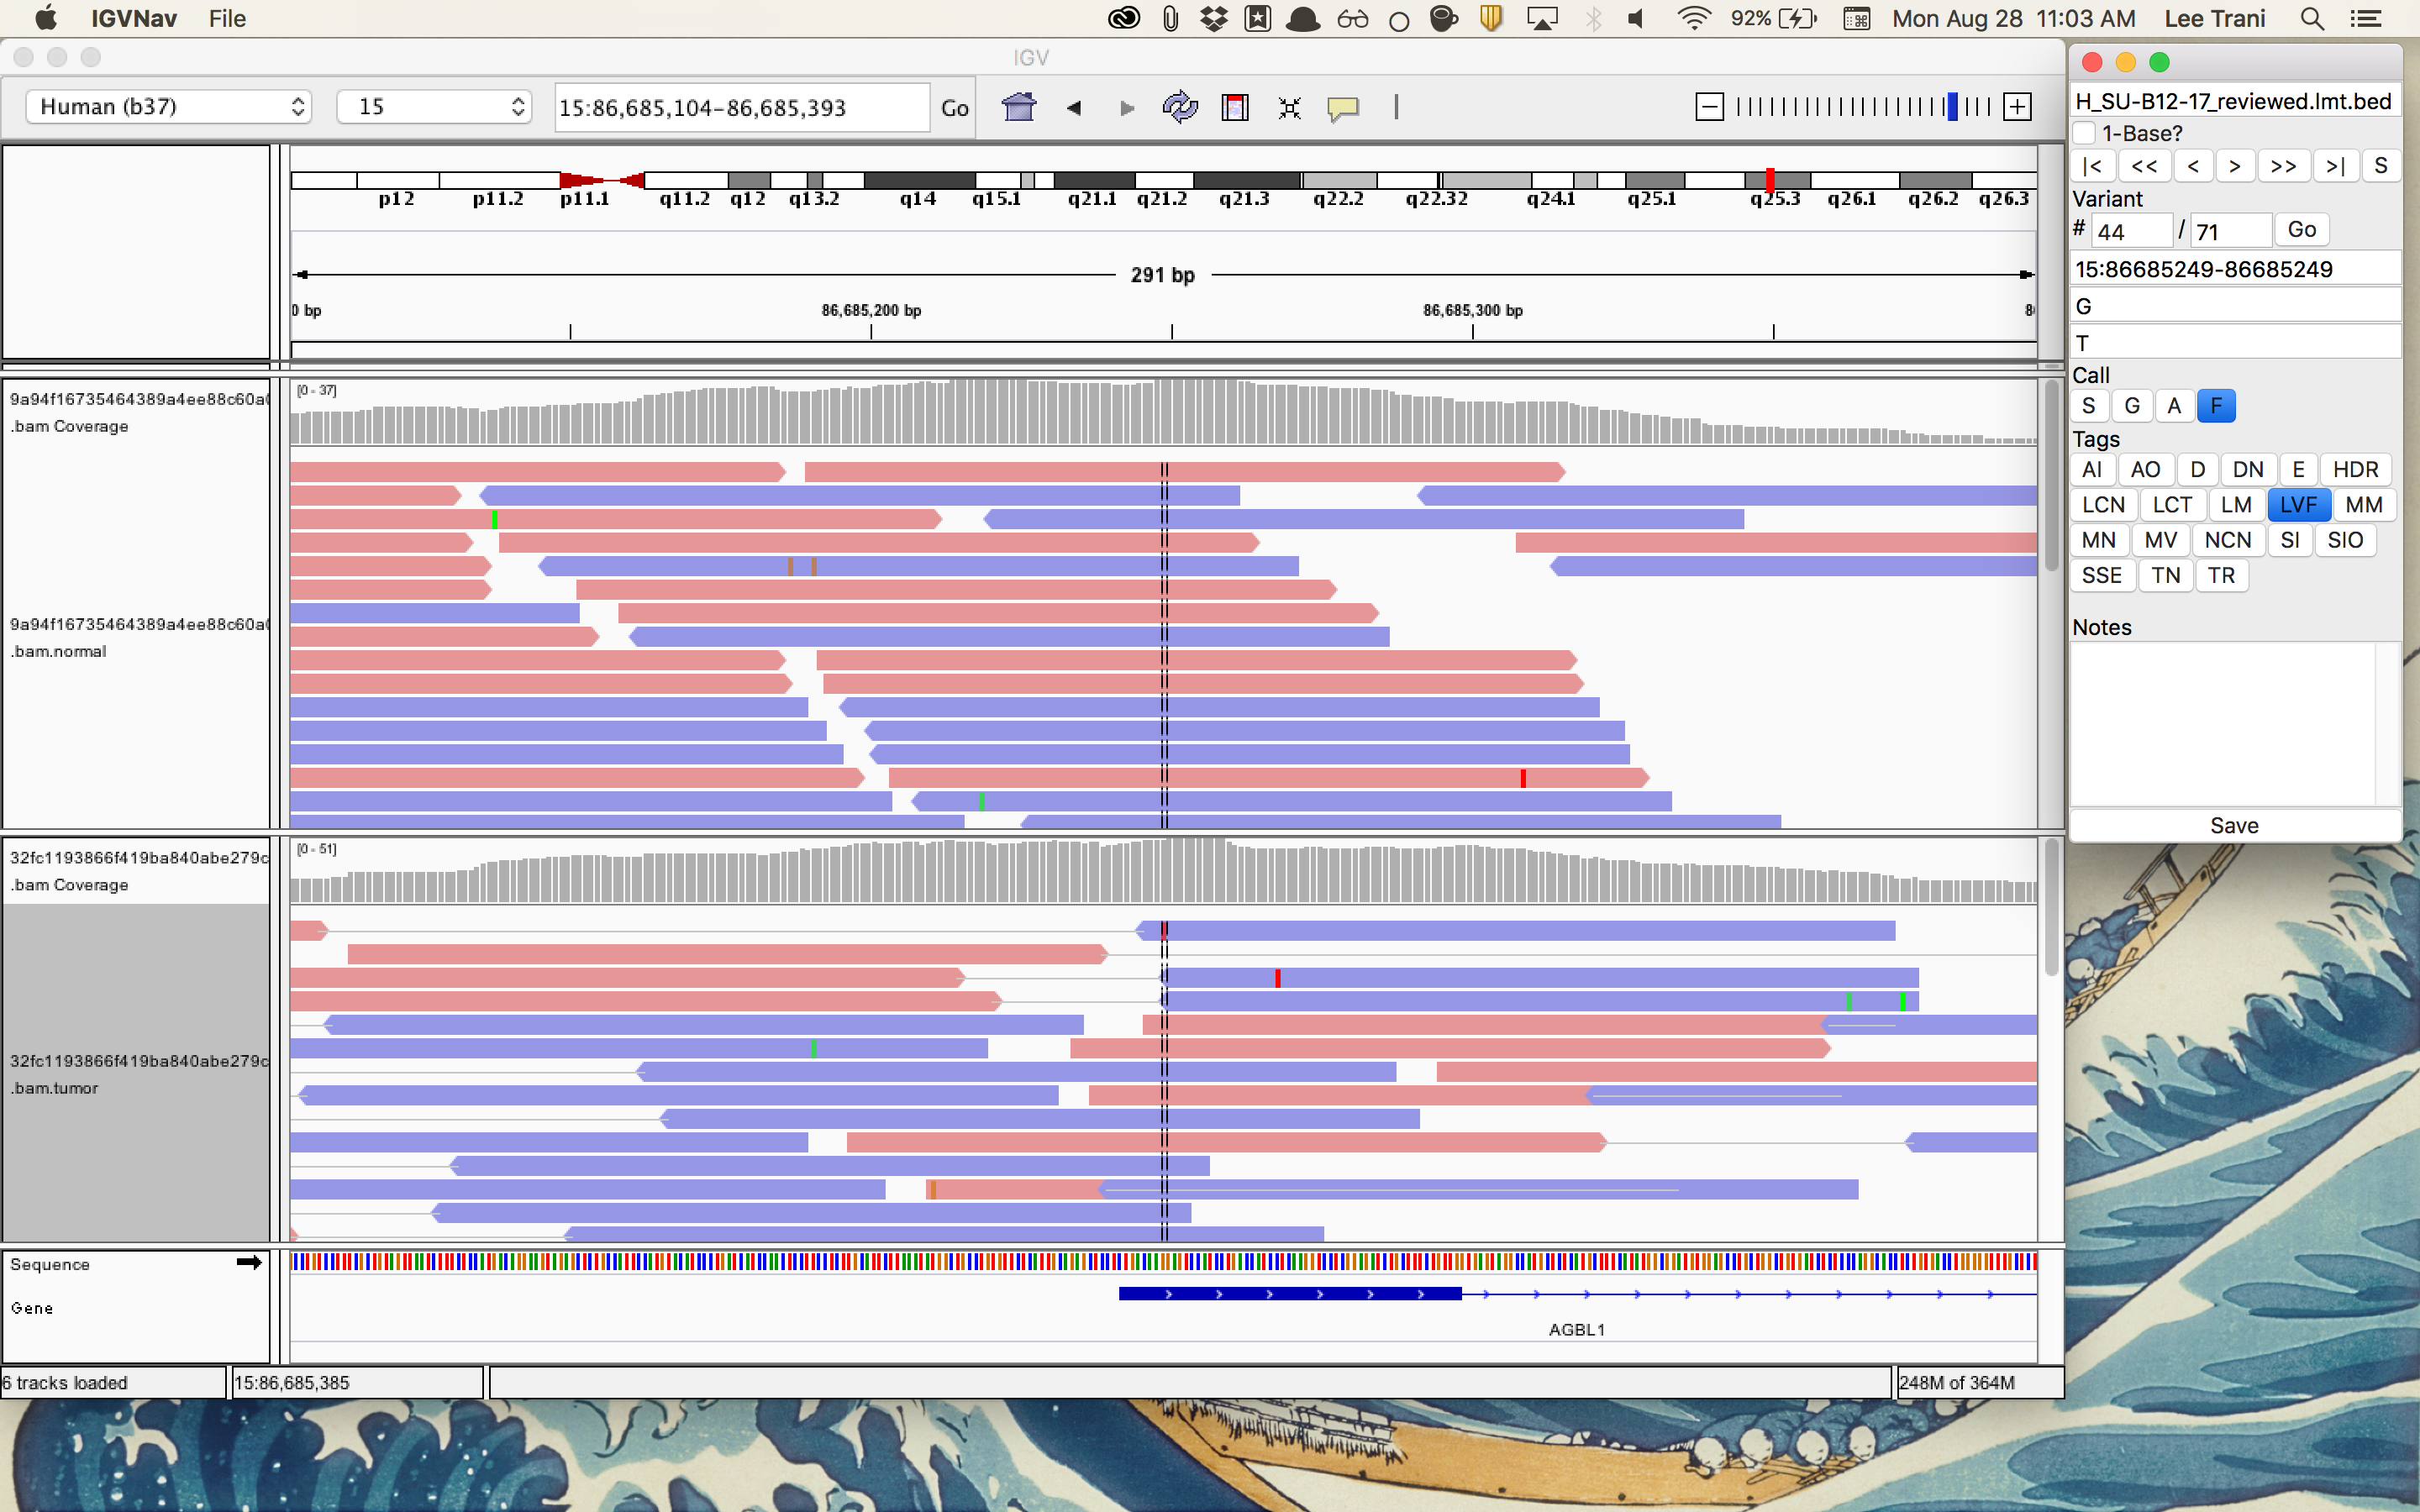 IGVNav File 92% Mon Aug 28 11:03 AM Lee Trani
IGV
Human (b37) 15 15:86,685,104-86,685,393 Go
p12 p11.2 p11.1 q11.2 q12 q13.2 q14 q15.1 q21.1 q21.2 q21.3 q22.2 q22.32 q24.1 q25.1 q25.3 q26.1 q26.2 q26.3
291 bp
0 bp 86,685,200 bp 86,685,300 bp 8
[0 - 37]
9a94f16735464389a4ee88c60a
.bam Coverage
9a94f16735464389a4ee88c60a
.bam.normal
[0 - 51]
32fc1193866f419ba840abe279c
.bam Coverage
32fc1193866f419ba840abe279c
.bam.tumor
Sequence
Gene
AGBL1
6 tracks loaded 15:86,685,385 248M of 364M
H_SU-B12-17_reviewed.lmt.bed
1-Base?
|< << < > >> >| S
Variant
# 44 / 71 Go
15:86685249-86685249
G
T
Call
S G A F
Tags
AI AO D DN E HDR
LCN LCT LM LVF MM
MN MV NCN SI SIO
SSE TN TR
Notes
Save